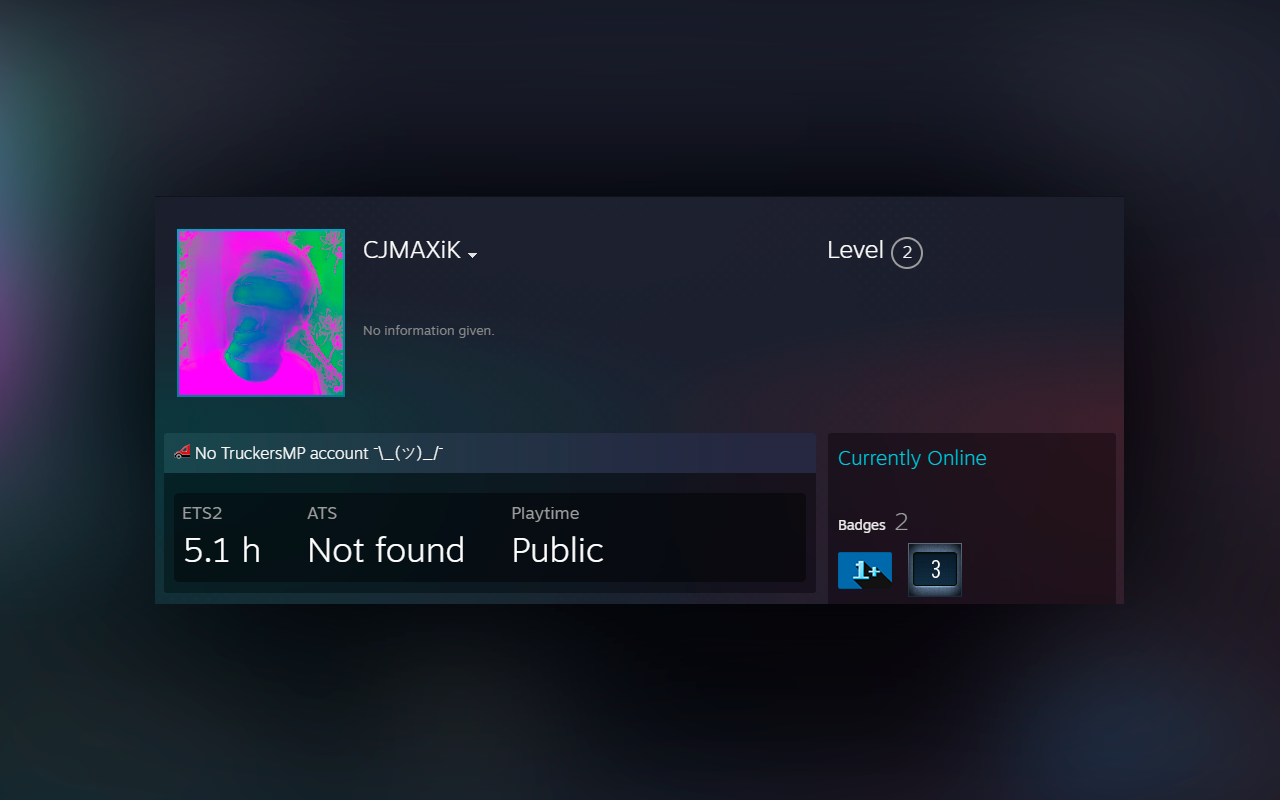 CJMAXiK
Level 2
No information given.
No TruckersMP account ¯\_(ツ)_/¯
Currently Online
ETS2 ATS Playtime
5.1 h Not found Public
Badges 2
1+ 3